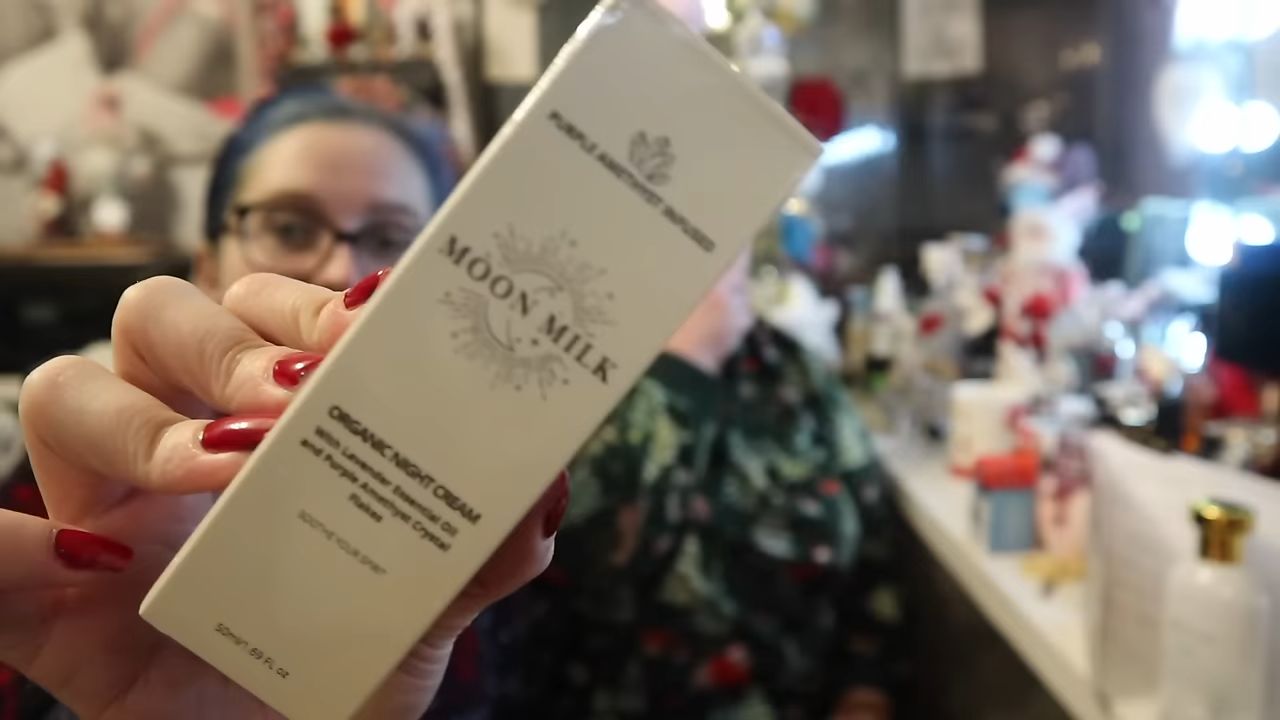 PURPLE AMETHYST INFUSED
MOON MILK
ORGANIC NIGHT CREAM
With Lavender Essential Oil
and Purple Amethyst Crystal
Flakes
SOOTHE YOUR SPIRIT
50ml/1.69 FL oz